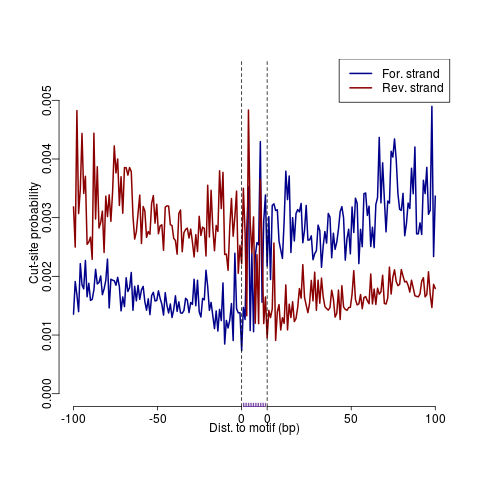 For. strand
Rev. strand
Cut-site probability
0.005
0.004
0.003
0.002
0.001
0.000
-100 -50 0 0 50 100
Dist. to motif (bp)